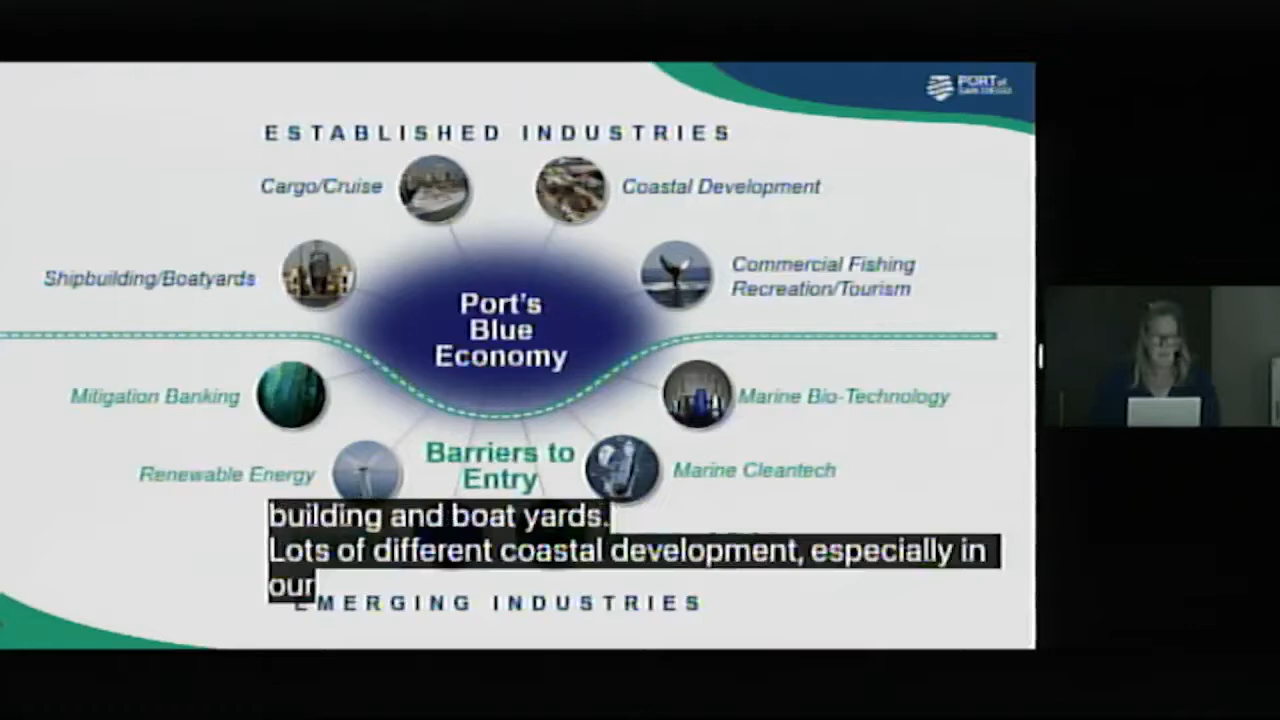 PORT of
SAN DIEGO
ESTABLISHED INDUSTRIES
Cargo/Cruise
Coastal Development
Shipbuilding/Boatyards
Commercial Fishing
Recreation/Tourism
Port's
Blue
Economy
Mitigation Banking
Marine Bio-Technology
Barriers to
Entry
Renewable Energy
Marine Cleantech
building and boat yards.
Lots of different coastal development, especially in
our
EMERGING INDUSTRIES